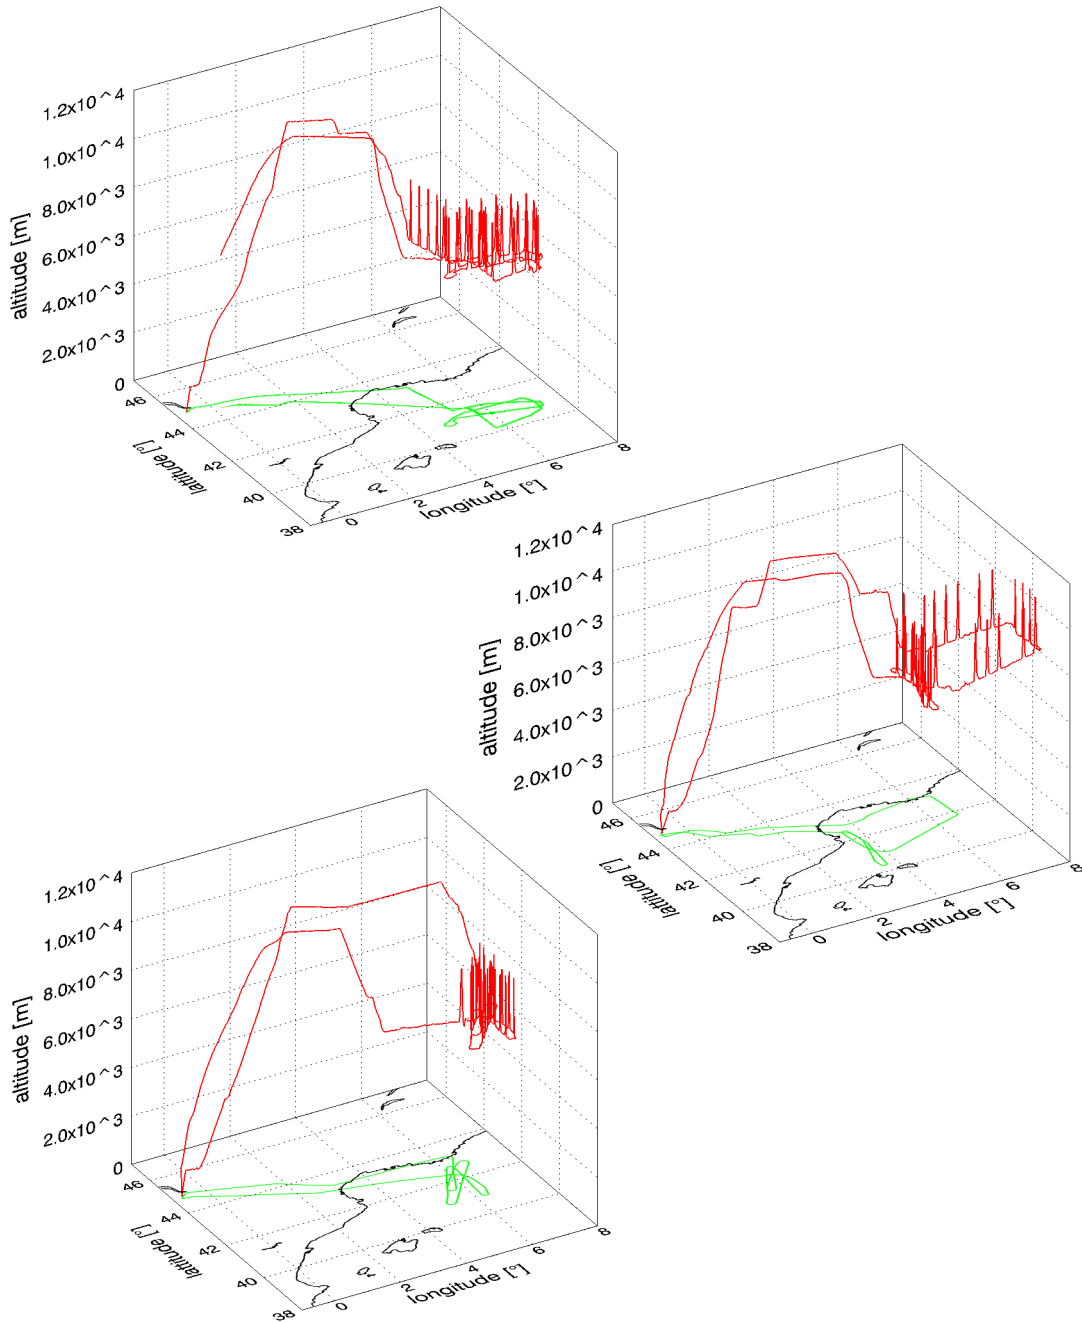 1.2x10^4
1.0x10^4
8.0x10^3
6.0x10^3
4.0x10^3
2.0x10^3
0
altitude [m]
46
44
42
40
38
lattitude [°]
0
2
4
6
8
longitude [°]
1.2x10^4
1.0x10^4
8.0x10^3
6.0x10^3
4.0x10^3
2.0x10^3
0
altitude [m]
46
44
42
40
38
lattitude [°]
0
2
4
6
8
longitude [°]
1.2x10^4
1.0x10^4
8.0x10^3
6.0x10^3
4.0x10^3
2.0x10^3
0
altitude [m]
46
44
42
40
38
lattitude [°]
0
2
4
6
8
longitude [°]